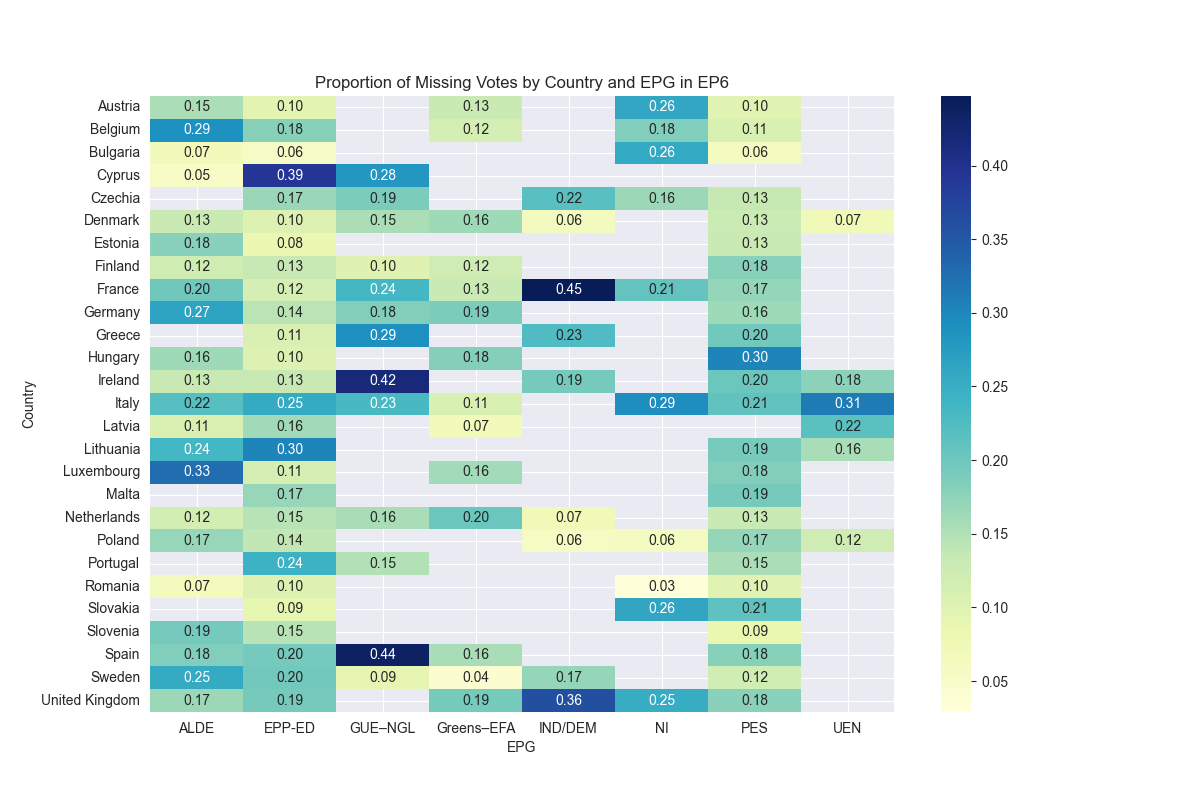 Proportion of Missing Votes by Country and EPG in EP6
Austria 0.15 0.10 0.13 0.26 0.10
Belgium 0.29 0.18 0.12 0.18 0.11
Bulgaria 0.07 0.06 0.26 0.06
Cyprus 0.05 0.39 0.28
Czechia 0.17 0.19 0.22 0.16 0.13
Denmark 0.13 0.10 0.15 0.16 0.06 0.13 0.07
Estonia 0.18 0.08 0.13
Finland 0.12 0.13 0.10 0.12 0.18
France 0.20 0.12 0.24 0.13 0.45 0.21 0.17
Germany 0.27 0.14 0.18 0.19 0.16
Greece 0.11 0.29 0.23 0.20
Hungary 0.16 0.10 0.18 0.30
Ireland 0.13 0.13 0.42 0.19 0.20 0.18
Italy 0.22 0.25 0.23 0.11 0.29 0.21 0.31
Latvia 0.11 0.16 0.07 0.22
Lithuania 0.24 0.30 0.19 0.16
Luxembourg 0.33 0.11 0.16 0.18
Malta 0.17 0.19
Netherlands 0.12 0.15 0.16 0.20 0.07 0.13
Poland 0.17 0.14 0.06 0.06 0.17 0.12
Portugal 0.24 0.15 0.15
Romania 0.07 0.10 0.03 0.10
Slovakia 0.09 0.26 0.21
Slovenia 0.19 0.15 0.09
Spain 0.18 0.20 0.44 0.16 0.18
Sweden 0.25 0.20 0.09 0.04 0.17 0.12
United Kingdom 0.17 0.19 0.19 0.36 0.25 0.18
ALDE EPP-ED GUE–NGL Greens–EFA IND/DEM NI PES UEN
EPG
Country
0.40
0.35
0.30
0.25
0.20
0.15
0.10
0.05